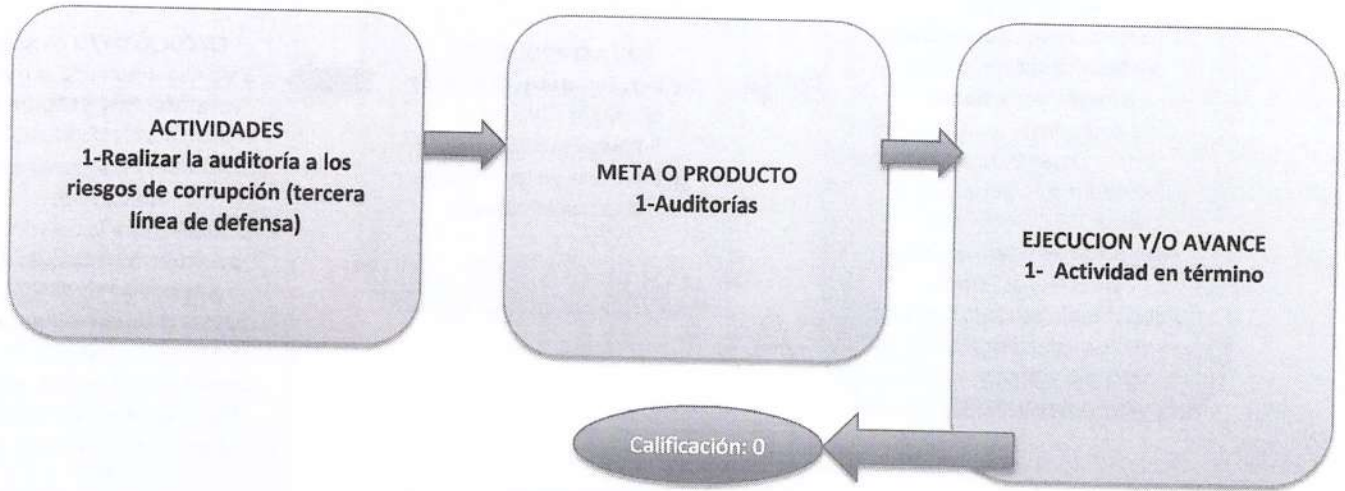 ACTIVIDADES
1-Realizar la auditoría a los
riesgos de corrupción (tercera
línea de defensa)
META O PRODUCTO
1-Auditorías
EJECUCION Y/O AVANCE
1- Actividad en término
Calificación: 0